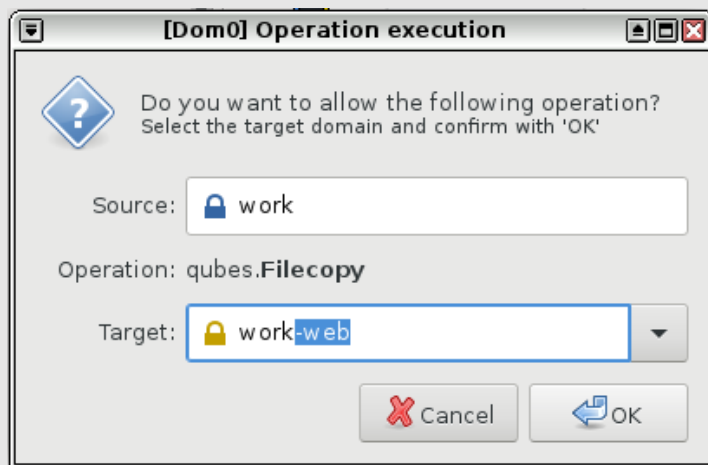 [Dom0] Operation execution
Do you want to allow the following operation?
Select the target domain and confirm with 'OK'
Source: work
Operation: qubes.Filecopy
Target: work-web
Cancel OK